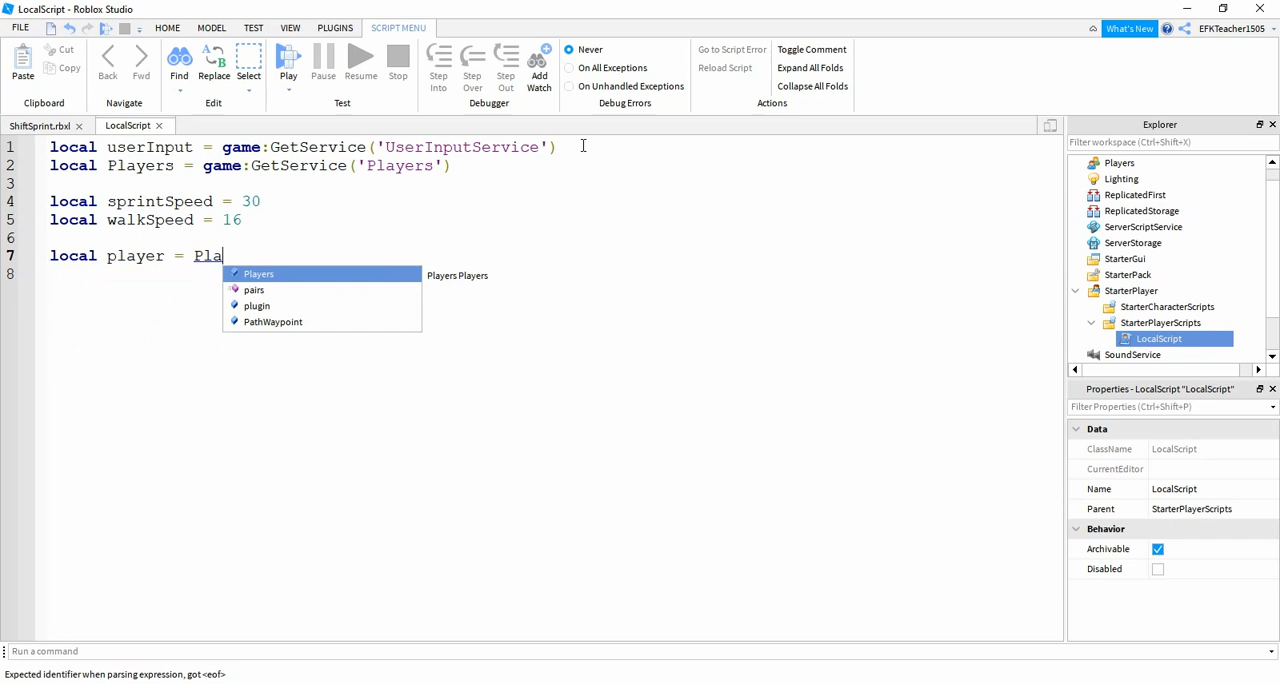 LocalScript - Roblox Studio
FILE HOME MODEL TEST VIEW PLUGINS SCRIPT MENU What's New EFKTeacher1505
Paste Cut Copy Back Fwd Find Replace Select Play Pause Resume Stop Step Into Step Over Step Out Add Watch
Never
On All Exceptions
On Unhandled Exceptions
Go to Script Error
Reload Script
Toggle Comment
Expand All Folds
Collapse All Folds
Clipboard Navigate Edit Test Debugger Debug Errors Actions
ShiftSprint.rbxl LocalScript
1 local userInput = game:GetService('UserInputService')
2 local Players = game:GetService('Players')
3
4 local sprintSpeed = 30
5 local walkSpeed = 16
6
7 local player = Pla
8
Players
pairs
plugin
PathWaypoint
Players Players
Explorer
Filter workspace (Ctrl+Shift+X)
Players
Lighting
ReplicatedFirst
ReplicatedStorage
ServerScriptService
ServerStorage
StarterGui
StarterPack
StarterPlayer
StarterCharacterScripts
StarterPlayerScripts
LocalScript
SoundService
Properties - LocalScript "LocalScript"
Filter Properties (Ctrl+Shift+P)
Data
ClassName LocalScript
CurrentEditor
Name LocalScript
Parent StarterPlayerScripts
Behavior
Archivable
Disabled
Run a command
Expected identifier when parsing expression, got <eof>